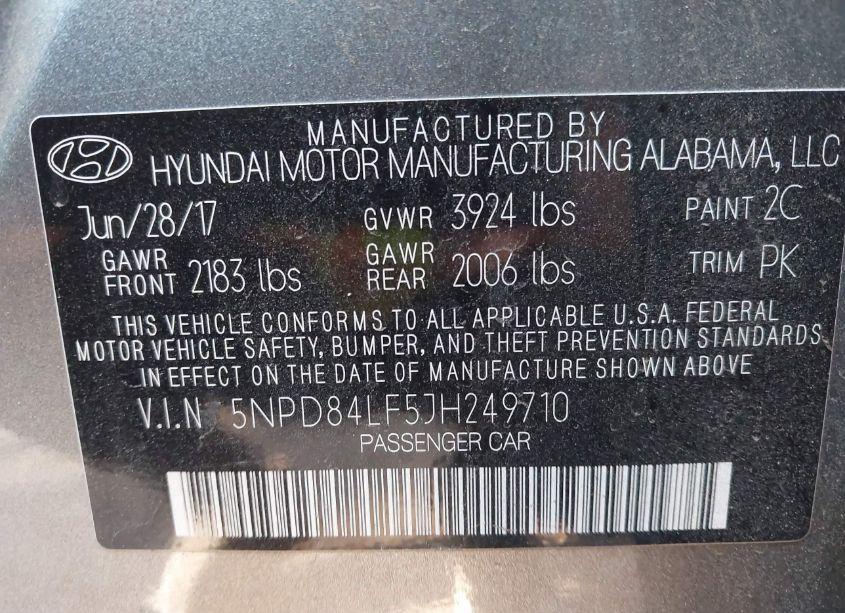 MANUFACTURED BY
HYUNDAI MOTOR MANUFACTURING ALABAMA, LLC
Jun/28/17 GVWR 3924 lbs PAINT 2C
GAWR FRONT 2183 lbs GAWR REAR 2006 lbs TRIM PK
THIS VEHICLE CONFORMS TO ALL APPLICABLE U.S.A. FEDERAL
MOTOR VEHICLE SAFETY, BUMPER, AND THEFT PREVENTION STANDARDS
IN EFFECT ON THE DATE OF MANUFACTURE SHOWN ABOVE
V.I.N 5NPD84LF5JH249710
PASSENGER CAR